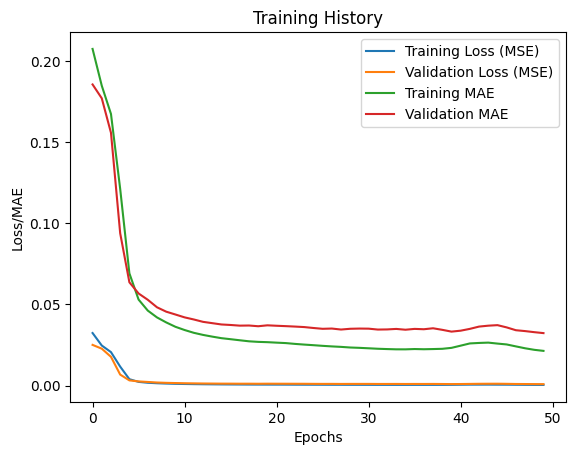 Training History
Training Loss (MSE)
Validation Loss (MSE)
Training MAE
Validation MAE
Loss/MAE
0.20
0.15
0.10
0.05
0.00
0 10 20 30 40 50
Epochs